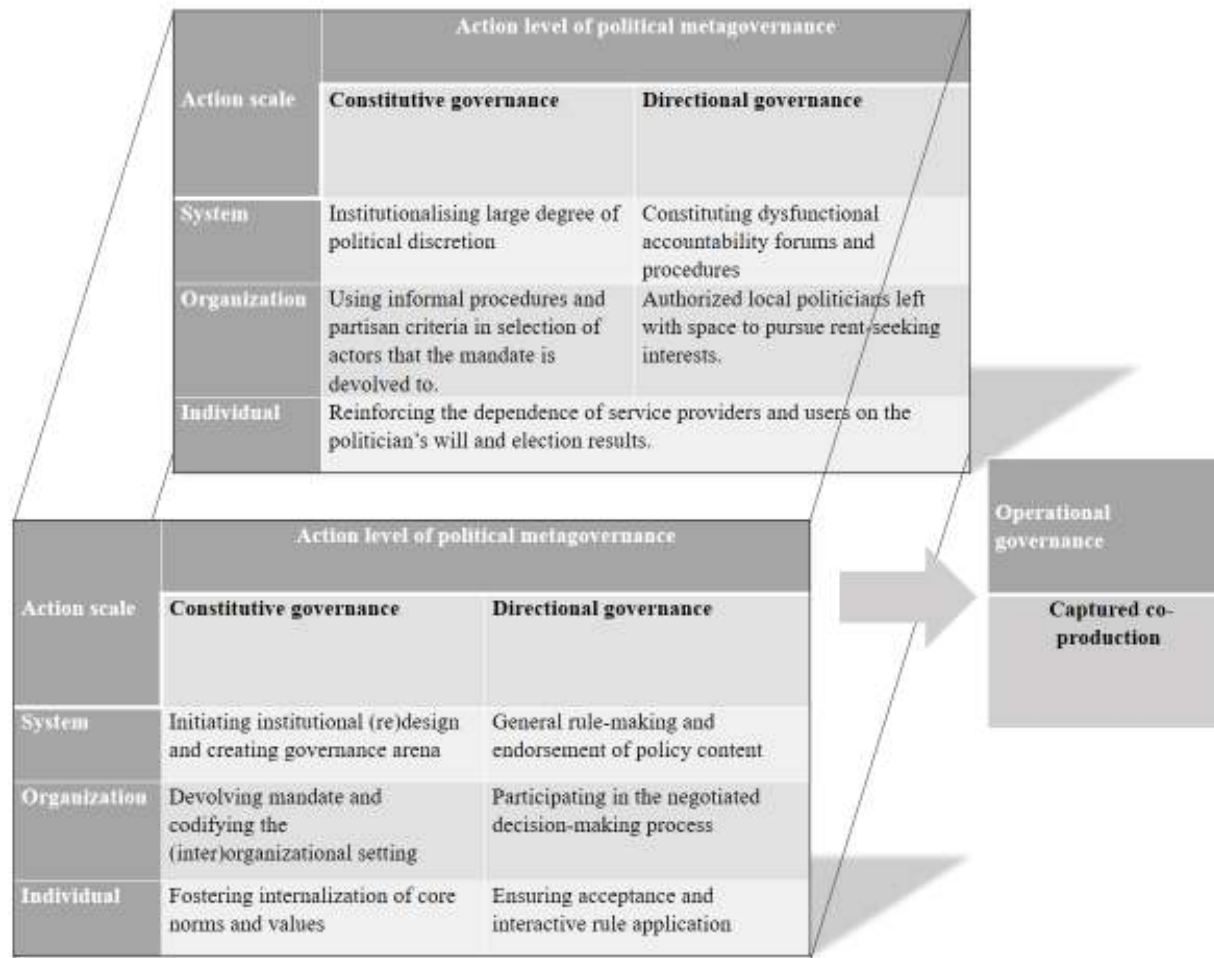 Action level of political metagovernance
Action scale
Constitutive governance
Directional governance
System
Institutionalising large degree of
political discretion
Constituting dysfunctional
accountability forums and
procedures
Organization
Using informal procedures and
partisan criteria in selection of
actors that the mandate is
devolved to.
Authorized local politicians left
with space to pursue rent-seeking
interests.
Individual
Reinforcing the dependence of service providers and users on the
politician's will and election results.
Action level of political metagovernance
Action scale
Constitutive governance
Directional governance
System
Initiating institutional (re)design
and creating governance arena
General rule-making and
endorsement of policy content
Organization
Devolving mandate and
codifying the
(inter)organizational setting
Participating in the negotiated
decision-making process
Individual
Fostering internalization of core
norms and values
Ensuring acceptance and
interactive rule application
Operational
governance
Captured co-
production